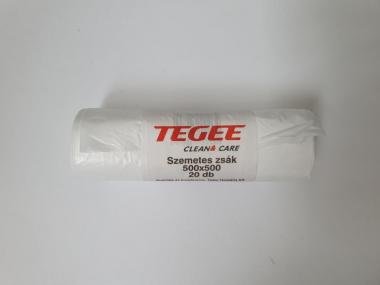 TEGEE
CLEAN& CARE
Szemetes zsák
500x500
20 db